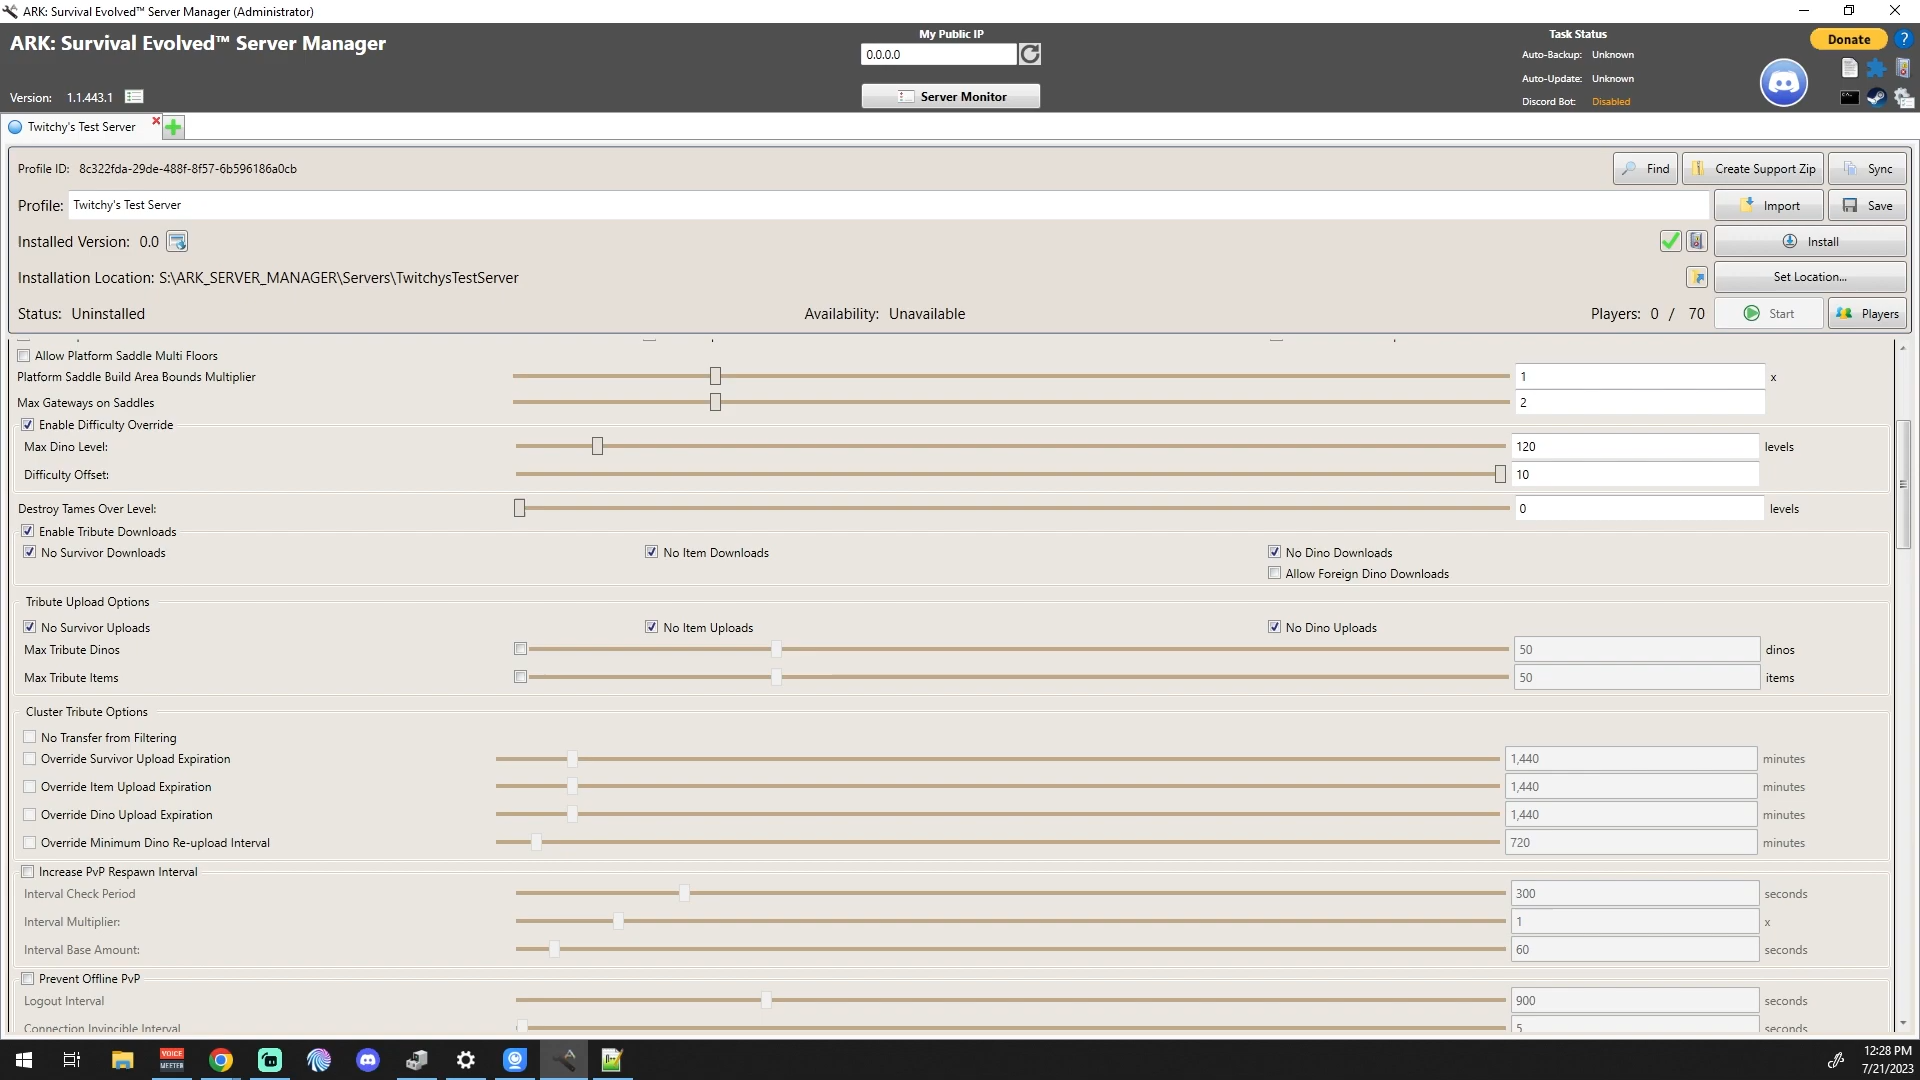 ARK: Survival Evolved™ Server Manager (Administrator)
ARK: Survival Evolved™ Server Manager
My Public IP
Task Status
Donate
?
0.0.0.0
Auto-Backup: Unknown
Auto-Update: Unknown
Version: 1.1.443.1
Server Monitor
Discord Bot: Disabled
Twitchy's Test Server
Profile ID: 8c322fda-29de-488f-8f57-6b596186a0cb
Find
Create Support Zip
Sync
Profile: Twitchy's Test Server
Import
Save
Installed Version: 0.0
Install
Installation Location: S:\ARK_SERVER_MANAGER\Servers\TwitchysTestServer
Set Location...
Status: Uninstalled
Availability: Unavailable
Players: 0 / 70
Start
Players
Allow Platform Saddle Multi Floors
Platform Saddle Build Area Bounds Multiplier 1 x
Max Gateways on Saddles 2
Enable Difficulty Override
Max Dino Level: 120 levels
Difficulty Offset: 10
Destroy Tames Over Level: 0 levels
Enable Tribute Downloads
No Survivor Downloads No Item Downloads No Dino Downloads
Allow Foreign Dino Downloads
Tribute Upload Options
No Survivor Uploads No Item Uploads No Dino Uploads
Max Tribute Dinos 50 dinos
Max Tribute Items 50 items
Cluster Tribute Options
No Transfer from Filtering
Override Survivor Upload Expiration 1,440 minutes
Override Item Upload Expiration 1,440 minutes
Override Dino Upload Expiration 1,440 minutes
Override Minimum Dino Re-upload Interval 720 minutes
Increase PvP Respawn Interval
Interval Check Period 300 seconds
Interval Multiplier: 1 x
Interval Base Amount: 60 seconds
Prevent Offline PvP
Logout Interval 900 seconds
Connection Invincible Interval 5 seconds
VOICE
MEETER
12:28 PM
7/21/2023